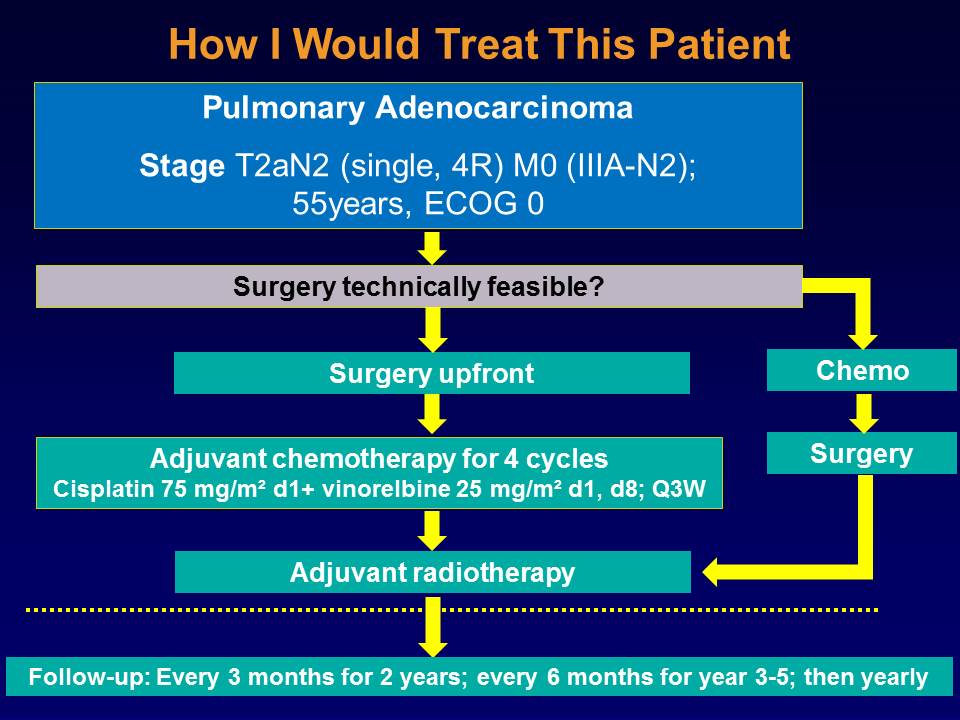 How I Would Treat This Patient
Pulmonary Adenocarcinoma
Stage T2aN2 (single, 4R) M0 (IIIA-N2);
55years, ECOG 0
Surgery technically feasible?
Surgery upfront
Chemo
Adjuvant chemotherapy for 4 cycles
Cisplatin 75 mg/m² d1+ vinorelbine 25 mg/m² d1, d8; Q3W
Surgery
Adjuvant radiotherapy
Follow-up: Every 3 months for 2 years; every 6 months for year 3-5; then yearly